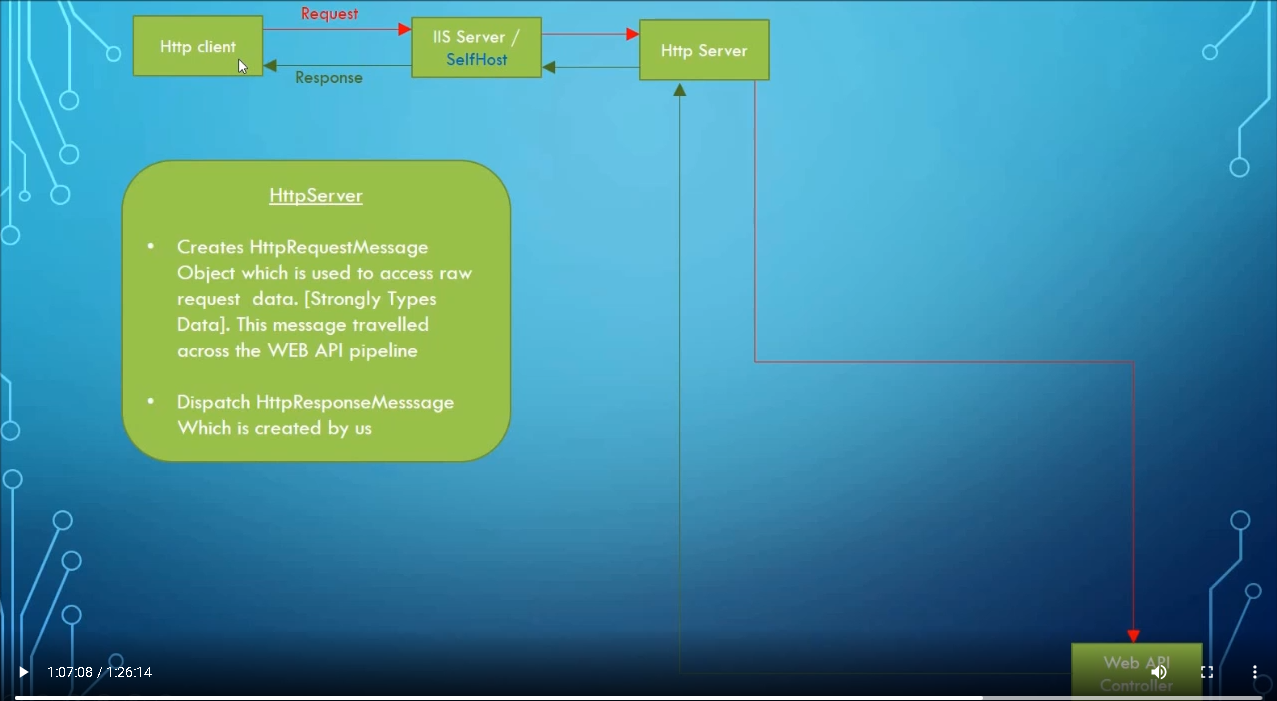 Request
Http client
IIS Server /
SelfHost
Http Server
Response
HttpServer
• Creates HttpRequestMessage
Object which is used to access raw
request data. [Strongly Types
Data]. This message travelled
across the WEB API pipeline
• Dispatch HttpResponseMesssage
Which is created by us
Web API
Controller
1:07:08 / 1:26:14